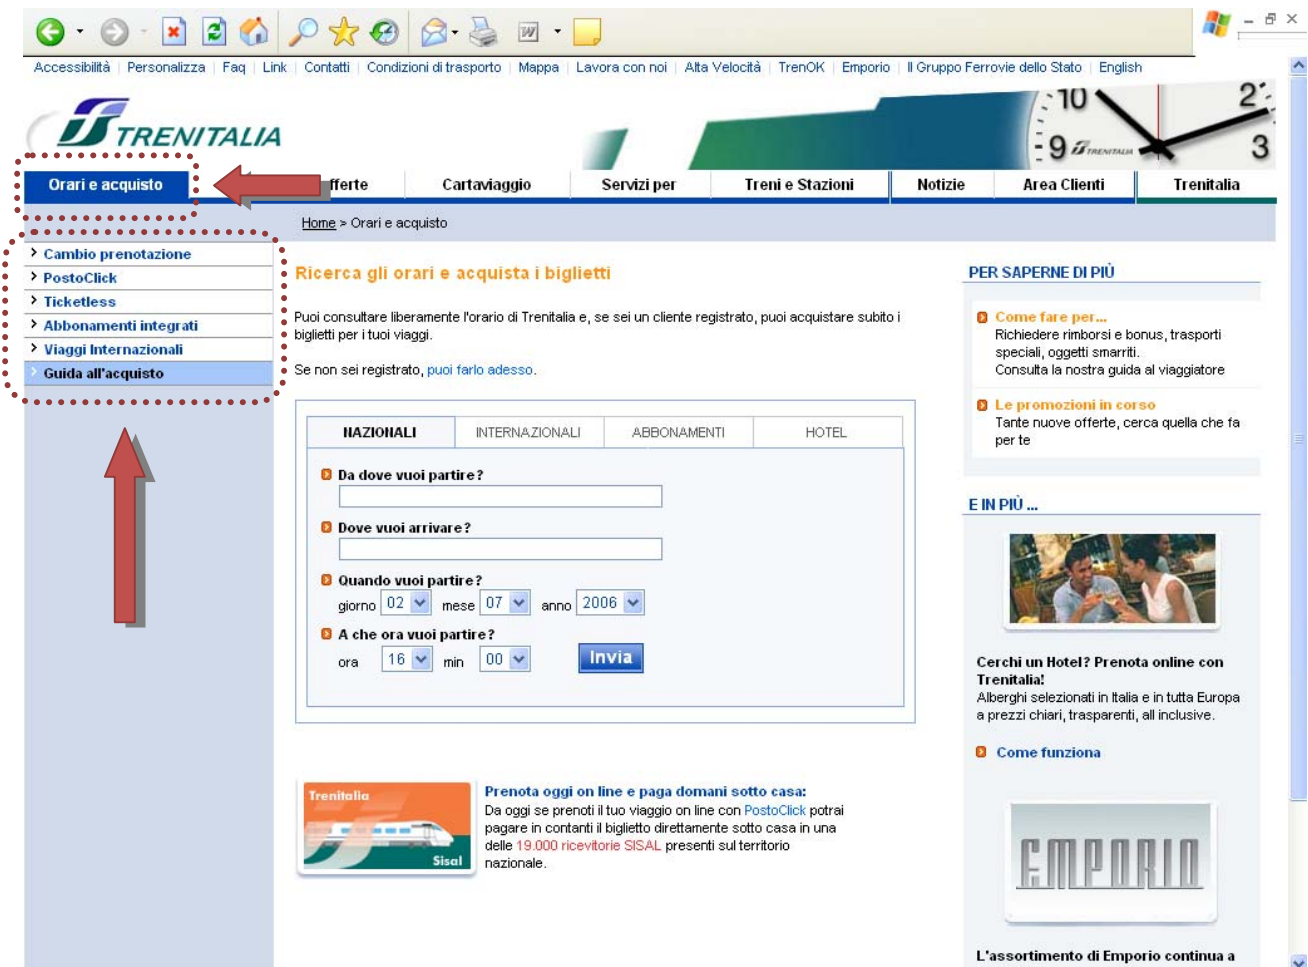 Accessibilità | Personalizza | Faq | Link | Contatti | Condizioni di trasporto | Mappa | Lavora con noi | Alta Velocità | TrenOK | Emporio | Il Gruppo Ferrovie dello Stato | English
TRENITALIA
10 2
9 TRENITALIA 3
Orari e acquisto fferte Cartaviaggio Servizi per Treni e Stazioni Notizie Area Clienti Trenitalia
Home > Orari e acquisto
Cambio prenotazione
PostoClick
Ticketless
Abbonamenti integrati
Viaggi Internazionali
Guida all'acquisto
Ricerca gli orari e acquista i biglietti
Puoi consultare liberamente l'orario di Trenitalia e, se sei un cliente registrato, puoi acquistare subito i
biglietti per i tuoi viaggi.
Se non sei registrato, puoi farlo adesso.
NAZIONALI INTERNAZIONALI ABBONAMENTI HOTEL
Da dove vuoi partire?
Dove vuoi arrivare?
Quando vuoi partire?
giorno 02 mese 07 anno 2006
A che ora vuoi partire?
ora 16 min 00 Invia
Trenitalia
Sisal
Prenota oggi on line e paga domani sotto casa:
Da oggi se prenoti il tuo viaggio on line con PostoClick potrai
pagare in contanti il biglietto direttamente sotto casa in una
delle 19.000 ricevitorie SISAL presenti sul territorio
nazionale.
PER SAPERNE DI PIÙ
Come fare per...
Richiedere rimborsi e bonus, trasporti
speciali, oggetti smarriti.
Consulta la nostra guida al viaggiatore
Le promozioni in corso
Tante nuove offerte, cerca quella che fa
per te
E IN PIÙ ...
Cerchi un Hotel? Prenota online con
Trenitalia!
Alberghi selezionati in Italia e in tutta Europa
a prezzi chiari, trasparenti, all inclusive.
Come funziona
EMPORIO
L'assortimento di Emporio continua a